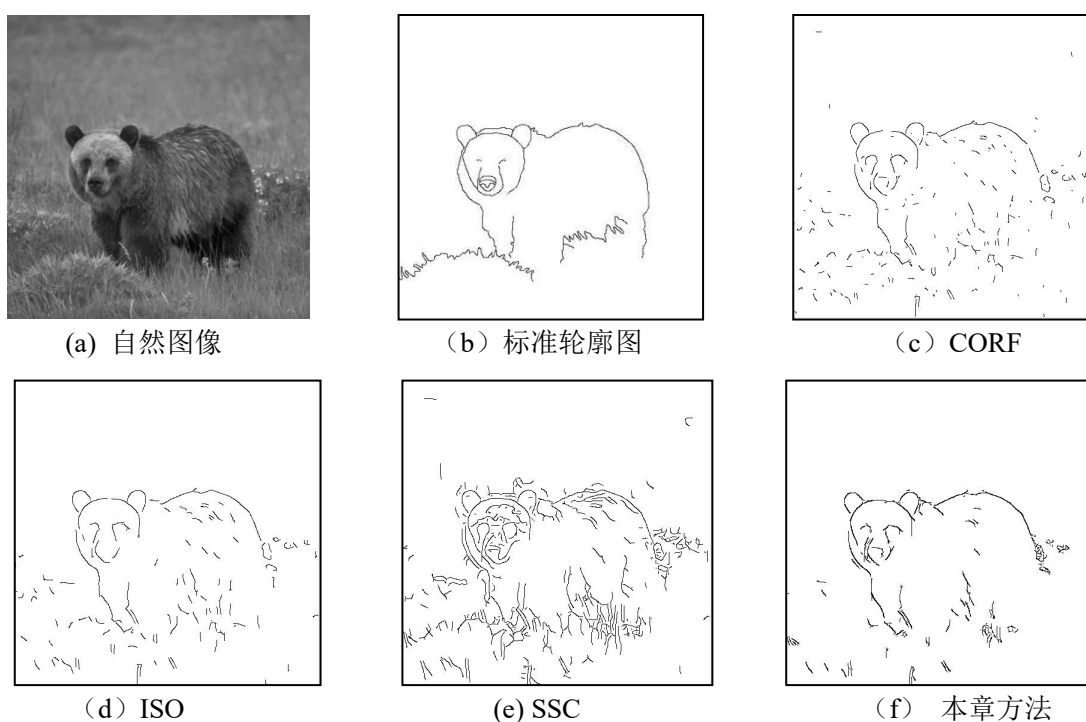 (a) 自然图像
（b）标准轮廓图
（c）CORF
（d）ISO
(e) SSC
（f） 本章方法